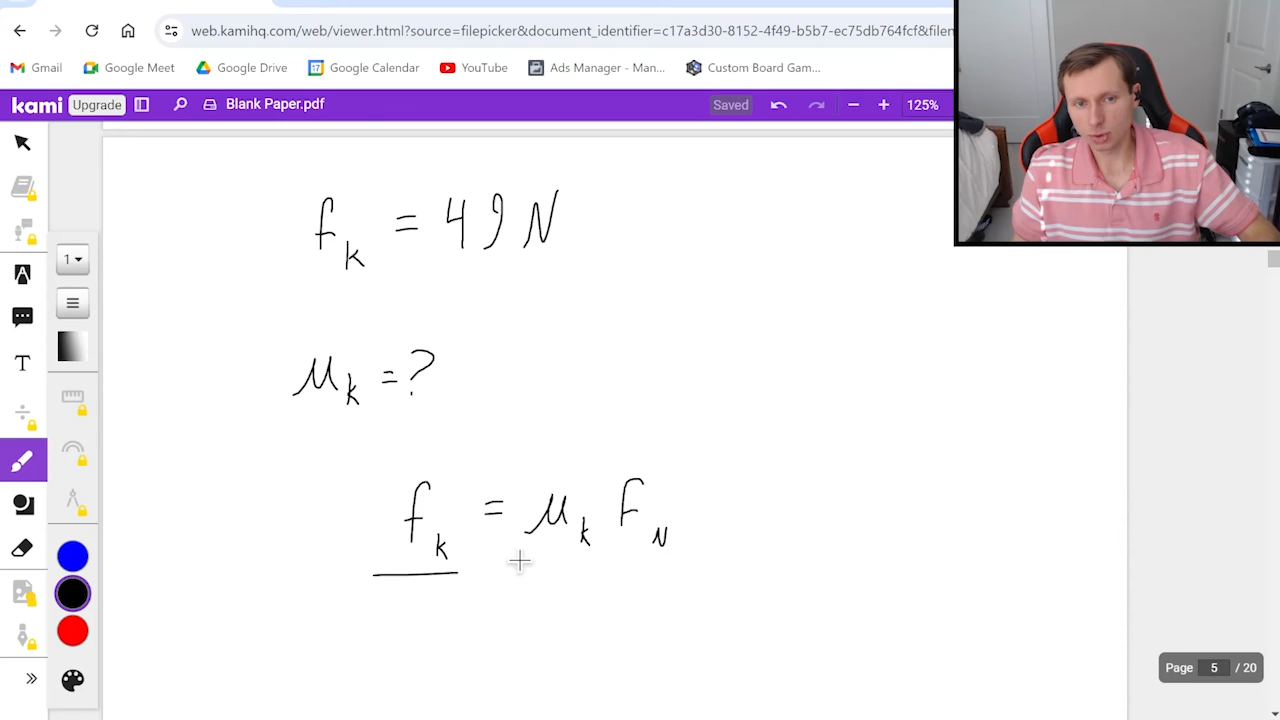 web.kamihq.com/web/viewer.html?source=filepicker&document_identifier=c17a3d30-8152-4f49-b5b7-ec75db764fcf&filen
Gmail Google Meet Google Drive 17 Google Calendar YouTube Ads Manager - Man... Custom Board Gam...
kami Upgrade Blank Paper.pdf Saved 125%
f_k = 49 N
1
A
μ_k = ?
T
f_k = μ_k F_N
Page 5 / 20